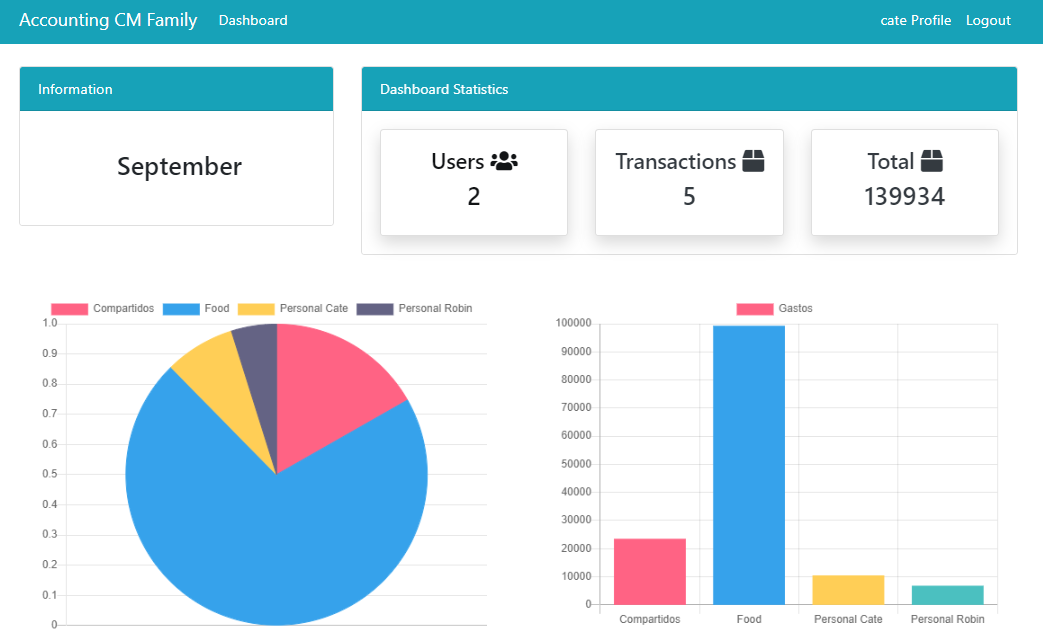 Accounting CM Family Dashboard cate Profile Logout
Information
September
Dashboard Statistics
Users
2
Transactions
5
Total
139934
Compartidos Food Personal Cate Personal Robin
1.0
0.9
0.8
0.7
0.6
0.5
0.4
0.3
0.2
0.1
0
Gastos
100000
90000
80000
70000
60000
50000
40000
30000
20000
10000
0
Compartidos Food Personal Cate Personal Robin